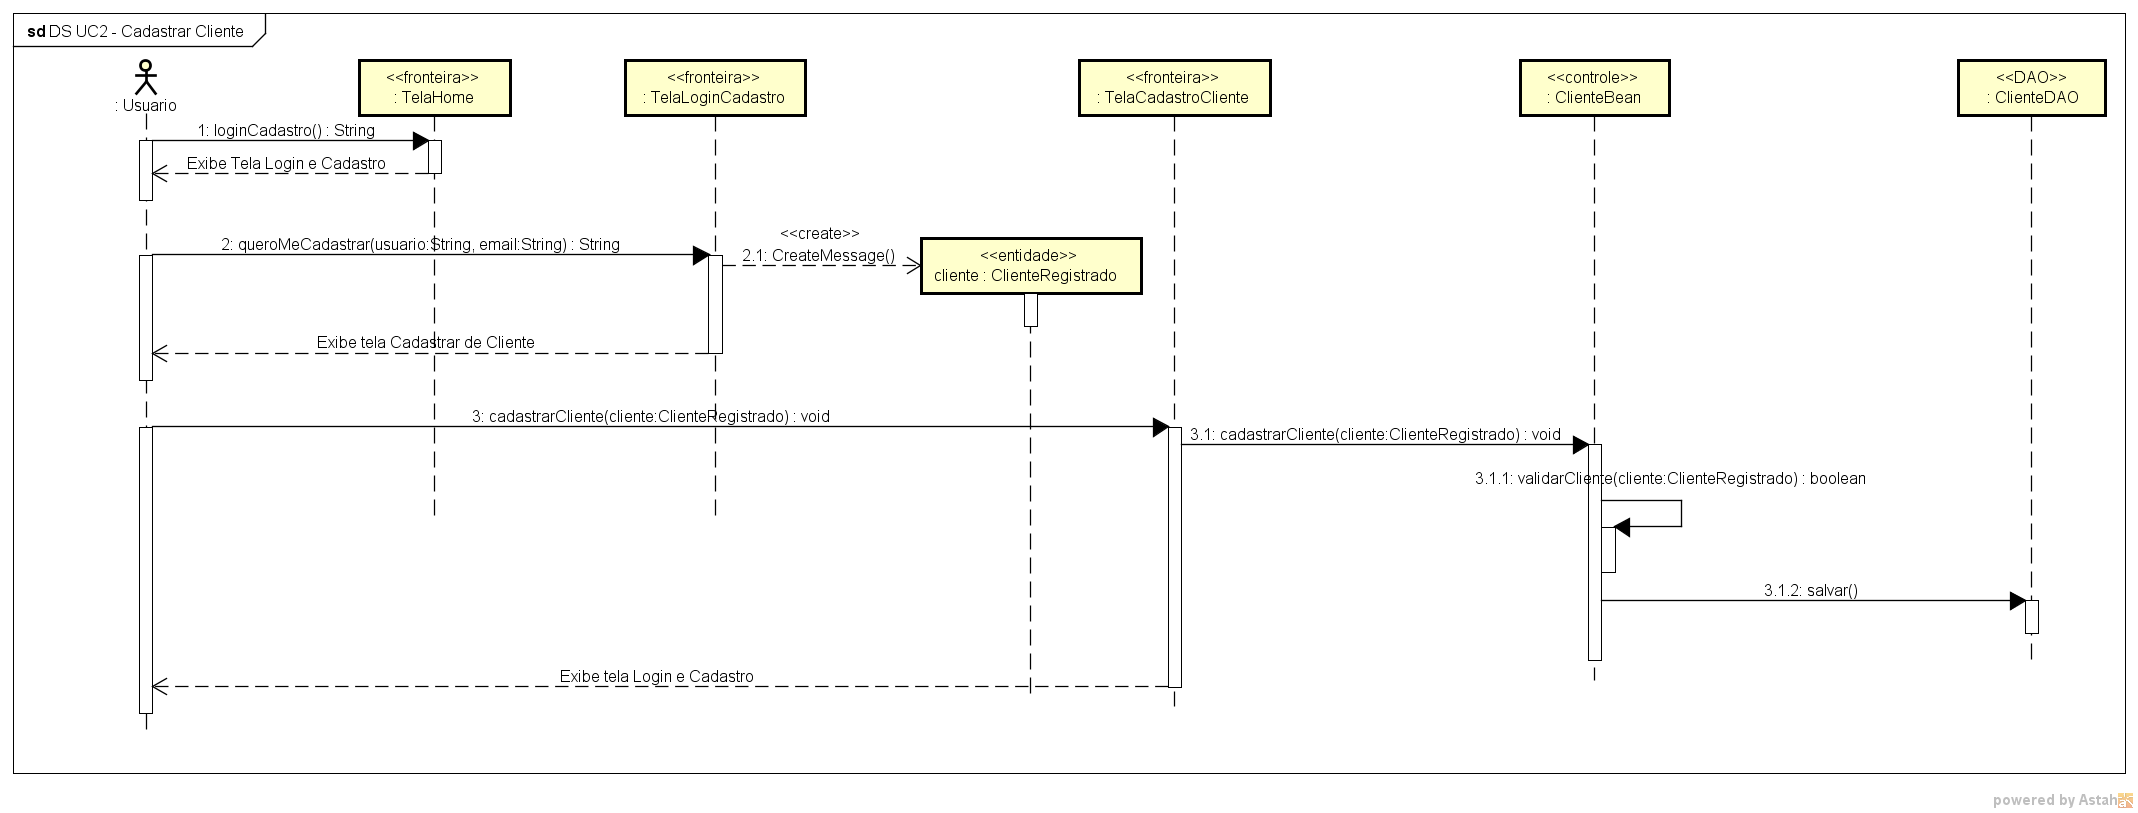 sd DS UC2 - Cadastrar Cliente
: Usuario
<<fronteira>>
: TelaHome
<<fronteira>>
: TelaLoginCadastro
<<fronteira>>
: TelaCadastroCliente
<<controle>>
: ClienteBean
<<DAO>>
: ClienteDAO
1: loginCadastro() : String
Exibe Tela Login e Cadastro
2: queroMeCadastrar(usuario:String, email:String) : String
<<create>>
2.1: CreateMessage()
<<entidade>>
cliente : ClienteRegistrado
Exibe tela Cadastrar de Cliente
3: cadastrarCliente(cliente:ClienteRegistrado) : void
3.1: cadastrarCliente(cliente:ClienteRegistrado) : void
3.1.1: validarCliente(cliente:ClienteRegistrado) : boolean
3.1.2: salvar()
Exibe tela Login e Cadastro
powered by Astah